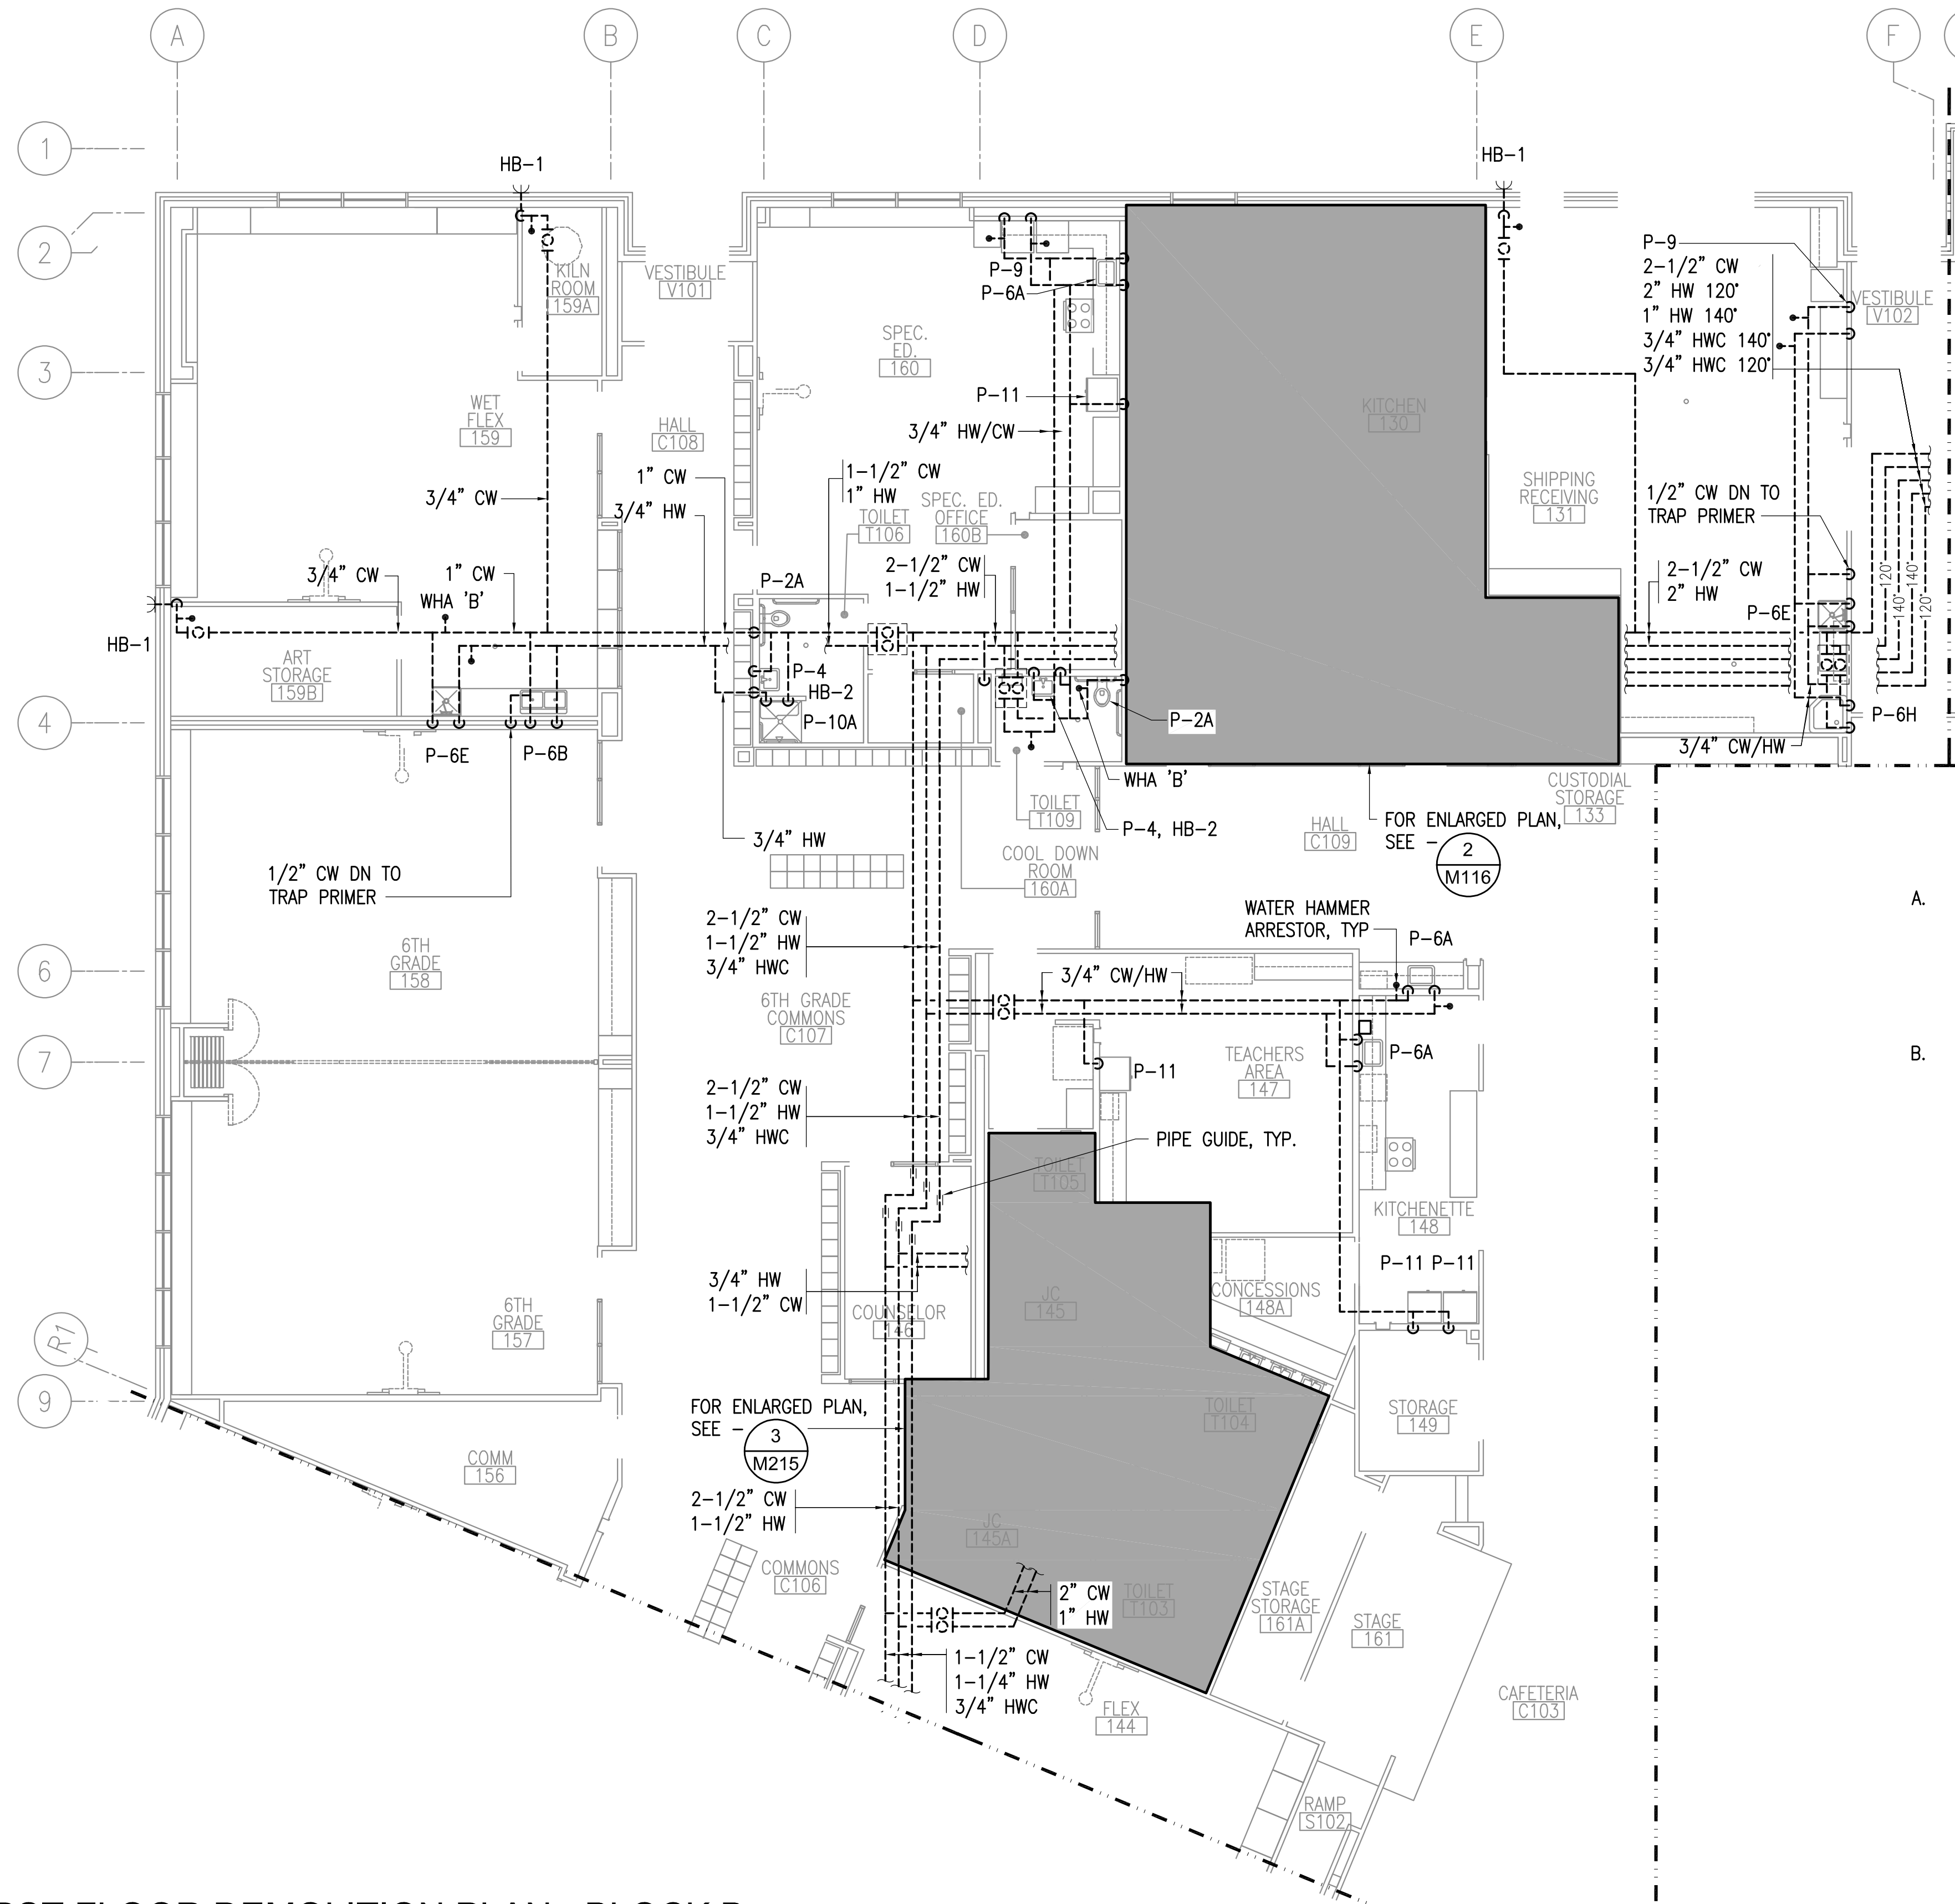 A
B
C
D
E
F
1
HB-1
HB-1
2
P-9
2-1/2" CW
2" HW 120°
1" HW 140°
3/4" HWC 140°
3/4" HWC 120°
KILN
ROOM
159A
VESTIBULE
V101
P-9
P-6A
VESTIBULE
V102
3
SPEC.
ED.
160
WET
FLEX
159
HALL
C108
P-11
3/4" HW/CW
KITCHEN
130
3/4" CW
1" CW
3/4" HW
1-1/2" CW
1" HW
TOILET
T106
SPEC. ED.
OFFICE
160B
SHIPPING
RECEIVING
131
1/2" CW DN TO
TRAP PRIMER
3/4" CW
1" CW
WHA 'B'
P-2A
2-1/2" CW
1-1/2" HW
2-1/2" CW
2" HW
P-6E
140°
120°
140°
120°
HB-1
ART
STORAGE
159B
P-4
HB-2
P-10A
P-2A
P-6H
3/4" CW/HW
4
P-6E
P-6B
WHA 'B'
P-4, HB-2
TOILET
T109
CUSTODIAL
STORAGE
133
HALL
C109
FOR ENLARGED PLAN,
SEE -
2
M116
3/4" HW
COOL DOWN
ROOM
160A
1/2" CW DN TO
TRAP PRIMER
A.
2-1/2" CW
1-1/2" HW
3/4" HWC
WATER HAMMER
ARRESTOR, TYP
P-6A
6
6TH
GRADE
158
3/4" CW/HW
6TH GRADE
COMMONS
C107
7
TEACHERS
AREA
147
P-6A
P-11
B.
2-1/2" CW
1-1/2" HW
3/4" HWC
PIPE GUIDE, TYP.
TOILET
T105
KITCHENETTE
148
P-11 P-11
3/4" HW
1-1/2" CW
COUNSELOR
146
JC
145
CONCESSIONS
148A
R1
6TH
GRADE
157
9
FOR ENLARGED PLAN,
SEE -
3
M215
TOILET
T104
STORAGE
149
COMM
156
2-1/2" CW
1-1/2" HW
JC
145A
COMMONS
C106
2" CW
1" HW
TOILET
T103
STAGE
STORAGE
161A
STAGE
161
1-1/2" CW
1-1/4" HW
3/4" HWC
FLEX
144
CAFETERIA
C103
RAMP
S102